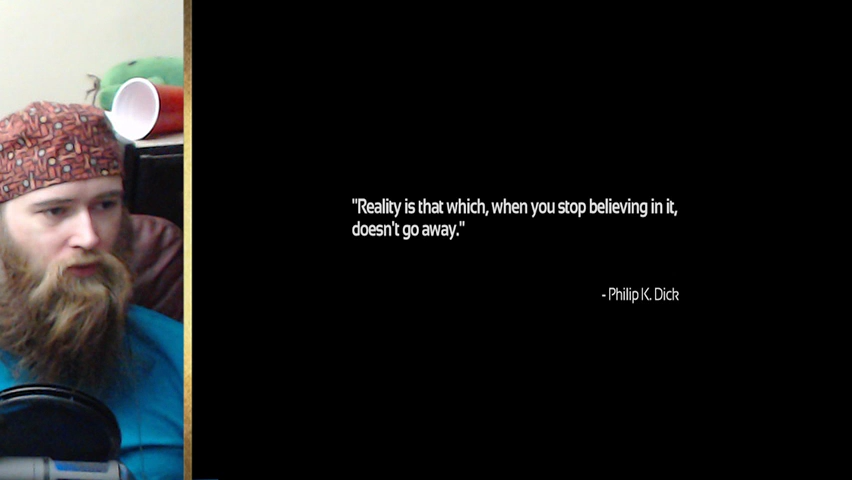 "Reality is that which, when you stop believing in it,
doesn't go away."
- Philip K. Dick